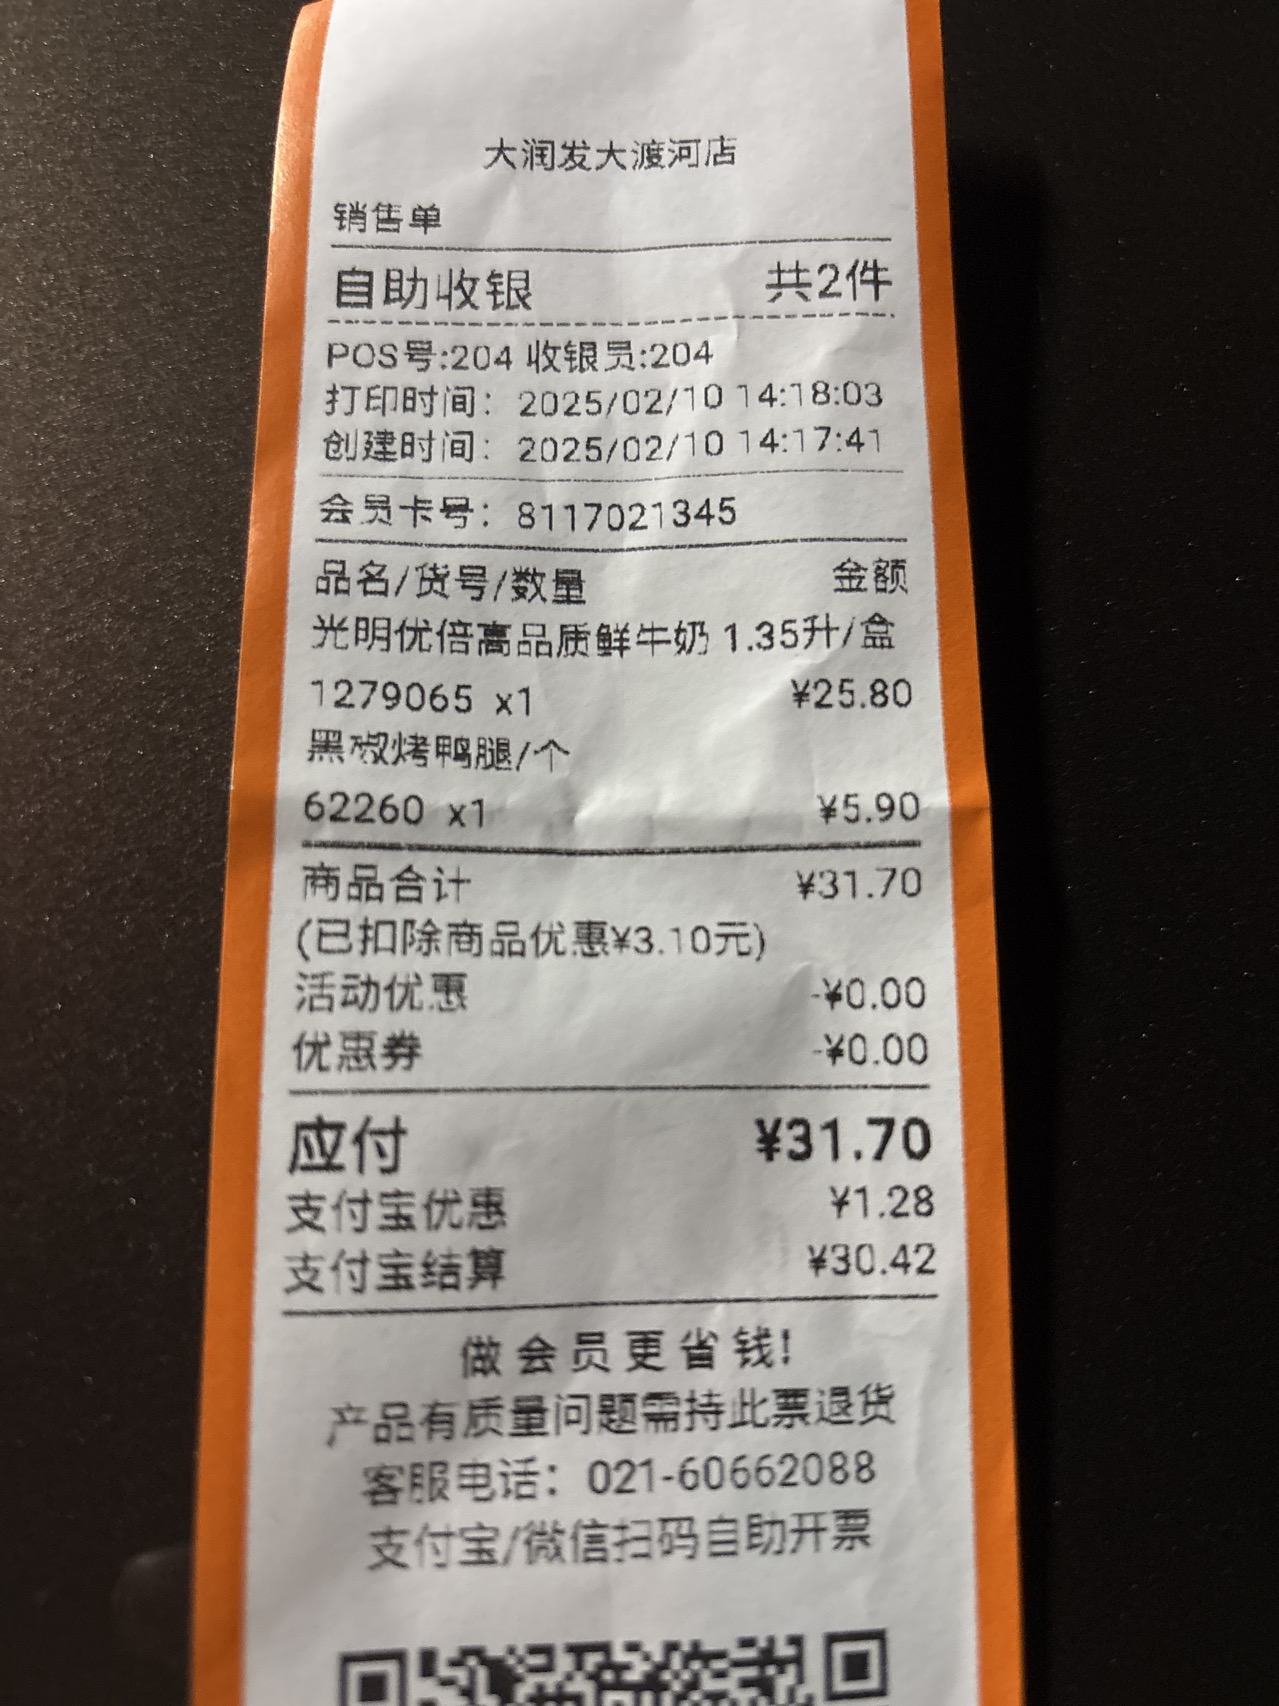 大润发大渡河店
销售单
自助收银 共2件
POS号:204 收银员:204
打印时间: 2025/02/10 14:18:03
创建时间: 2025/02/10 14:17:41
会员卡号: 8117021345
品名/货号/数量 金额
光明优倍高品质鲜牛奶 1.35升/盒
1279065 x1 ¥25.80
黑椒烤鸭腿/个
62260 x1 ¥5.90
商品合计 ¥31.70
(已扣除商品优惠¥3.10元)
活动优惠 -¥0.00
优惠券 -¥0.00
应付 ¥31.70
支付宝优惠 ¥1.28
支付宝结算 ¥30.42
做会员更省钱!
产品有质量问题需持此票退货
客服电话: 021-60662088
支付宝/微信扫码自助开票